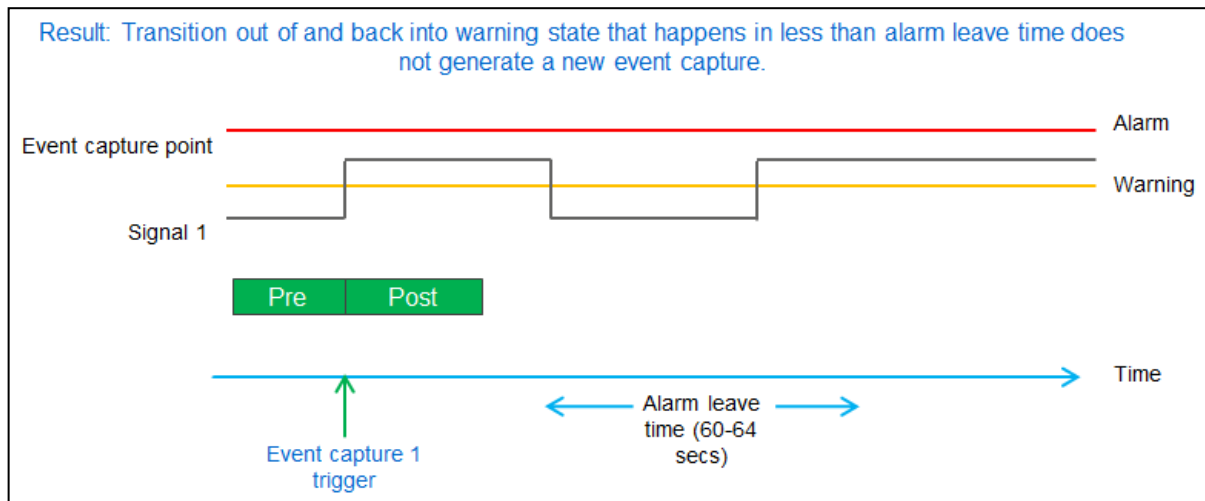 Result: Transition out of and back into warning state that happens in less than alarm leave time does
not generate a new event capture.
Alarm
Event capture point
Warning
Signal 1
Pre Post
Time
Alarm leave
time (60-64
secs)
Event capture 1
trigger